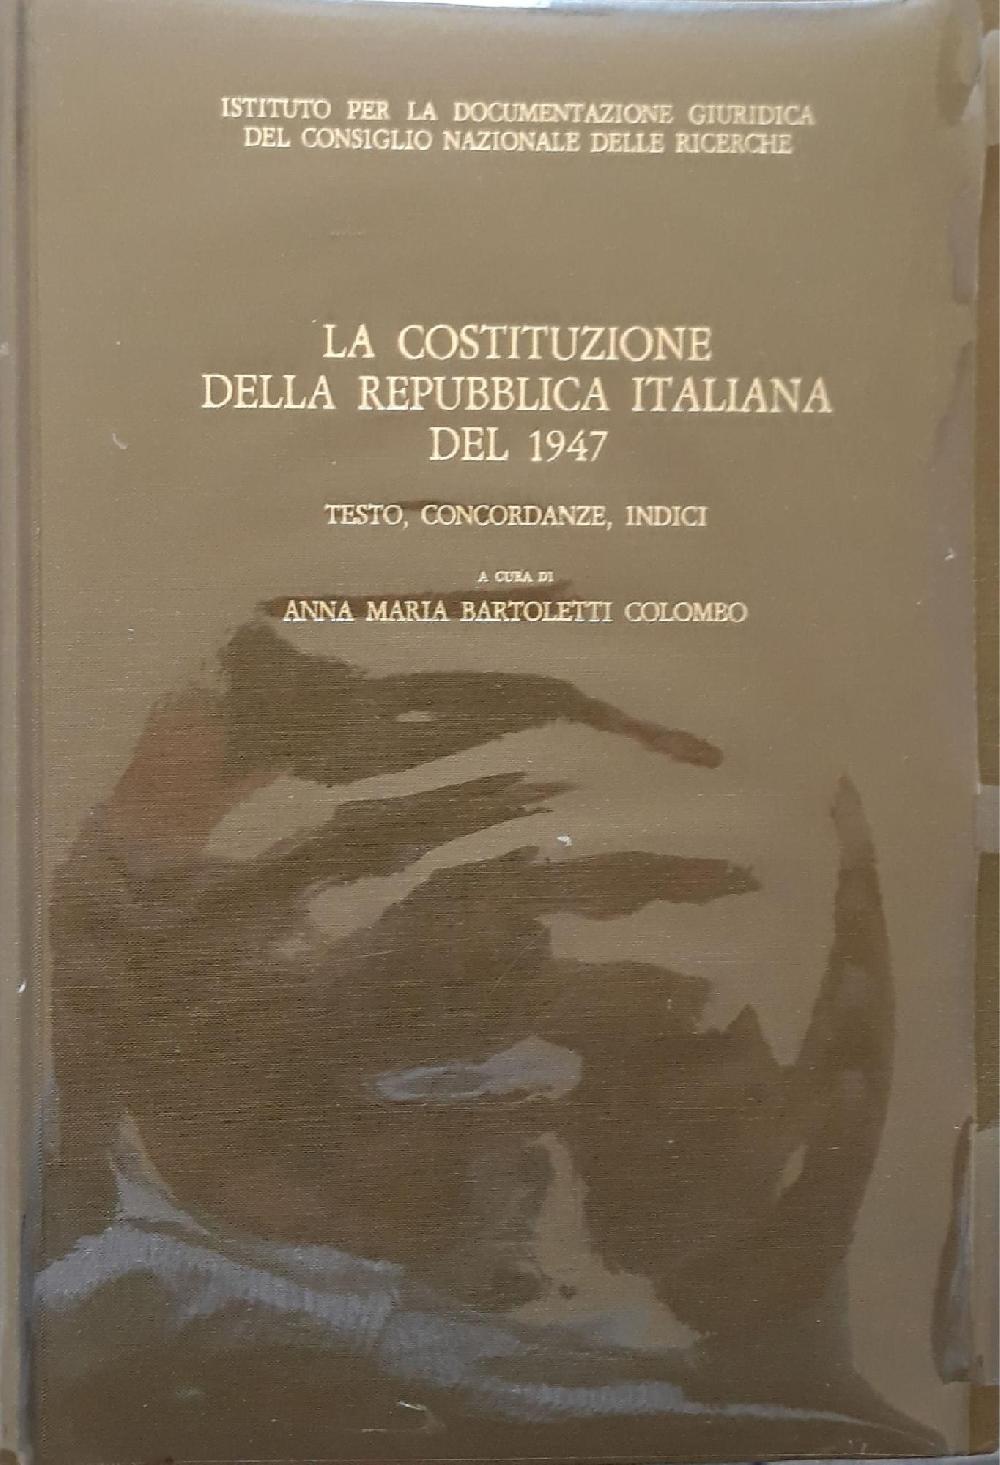 ISTITUTO PER LA DOCUMENTAZIONE GIURIDICA
DEL CONSIGLIO NAZIONALE DELLE RICERCHE
LA COSTITUZIONE
DELLA REPUBBLICA ITALIANA
DEL 1947
TESTO, CONCORDANZE, INDICI
A CURA DI
ANNA MARIA BARTOLETTI COLOMBO